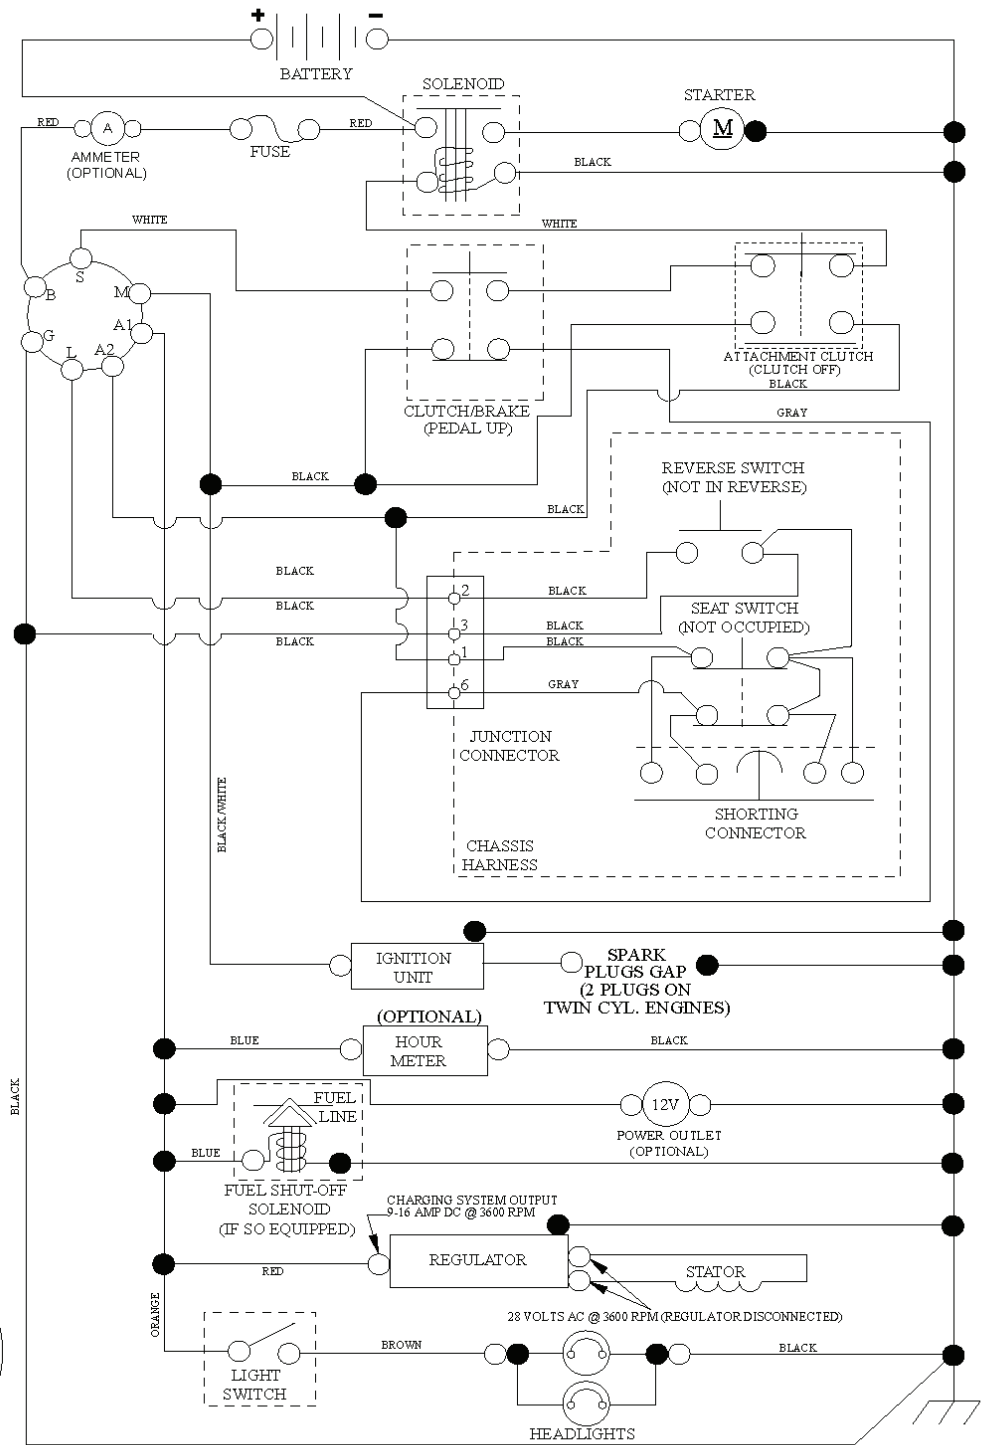 + −
BATTERY
SOLENOID
STARTER
RED
A
RED
M
AMMETER
(OPTIONAL)
FUSE
BLACK
WHITE
WHITE
S
B
M
G
A1
L
A2
ATTACHMENT CLUTCH
(CLUTCH OFF)
BLACK
CLUTCH/BRAKE
(PEDAL UP)
GRAY
REVERSE SWITCH
(NOT IN REVERSE)
BLACK
BLACK
BLACK
2
BLACK
BLACK
SEAT SWITCH
(NOT OCCUPIED)
3
BLACK
BLACK
BLACK
1
6
GRAY
JUNCTION
CONNECTOR
BLACK/WHITE
SHORTING
CONNECTOR
CHASSIS
HARNESS
IGNITION
UNIT
SPARK
PLUGS GAP
(2 PLUGS ON
TWIN CYL. ENGINES)
(OPTIONAL)
BLUE
HOUR
METER
BLACK
BLACK
FUEL
LINE
12V
POWER OUTLET
(OPTIONAL)
BLUE
FUEL SHUT-OFF
SOLENOID
(IF SO EQUIPPED)
CHARGING SYSTEM OUTPUT
9-16 AMP DC @ 3600 RPM
REGULATOR
RED
STATOR
ORANGE
28 VOLTS AC @ 3600 RPM (REGULATOR DISCONNECTED)
BROWN
BLACK
LIGHT
SWITCH
HEADLIGHTS